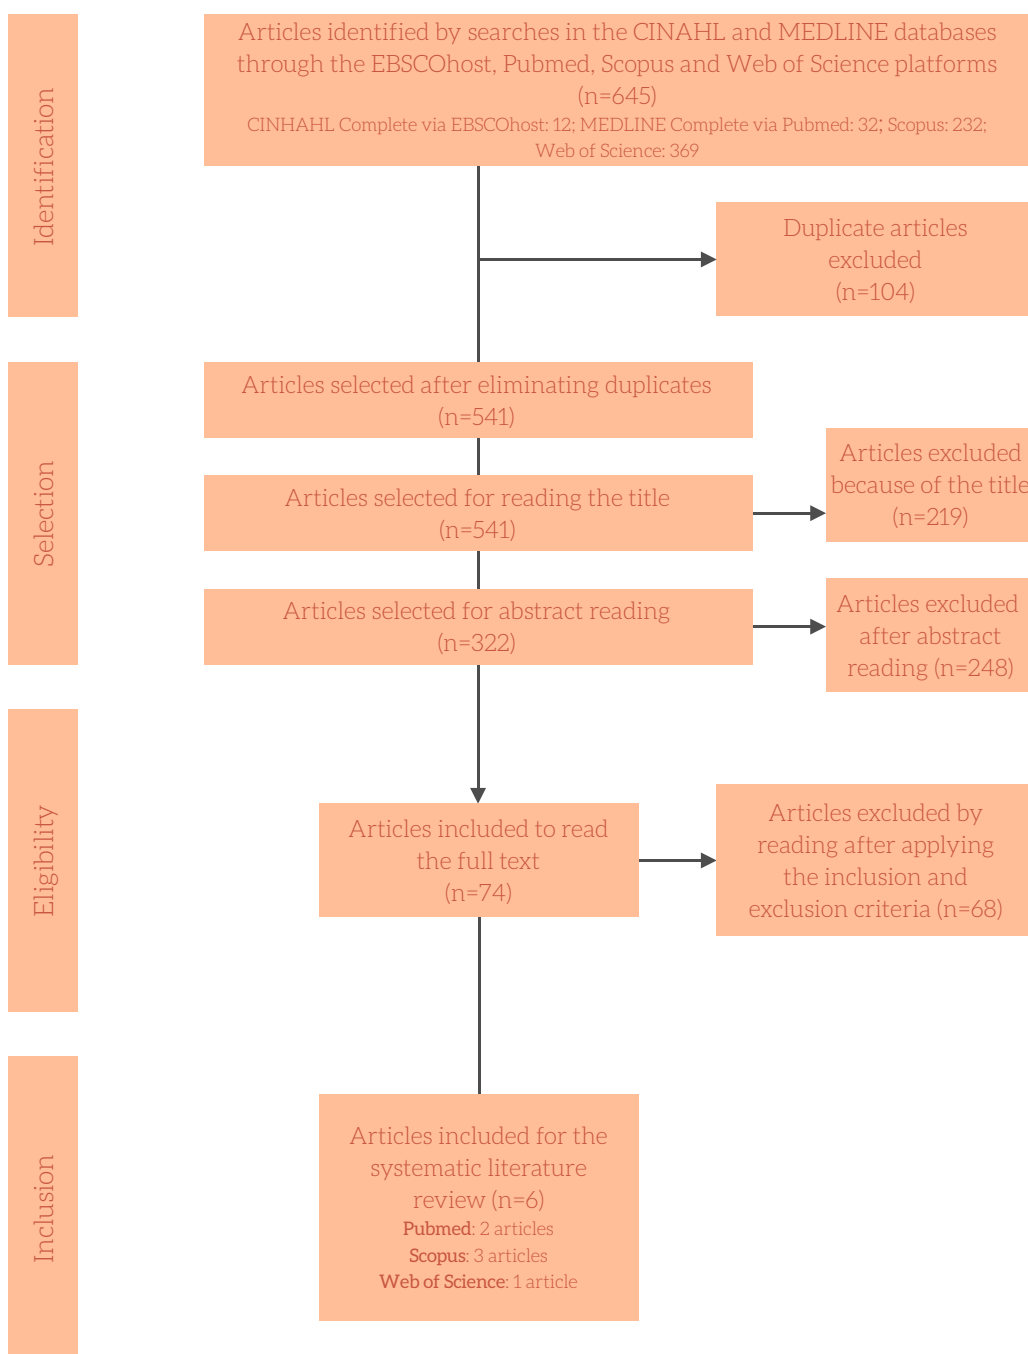 Identification
Articles identified by searches in the CINAHL and MEDLINE databases
through the EBSCOhost, Pubmed, Scopus and Web of Science platforms
(n=645)
CINHAHL Complete via EBSCOhost: 12; MEDLINE Complete via Pubmed: 32; Scopus: 232;
Web of Science: 369
Duplicate articles
excluded
(n=104)
Selection
Articles selected after eliminating duplicates
(n=541)
Articles selected for reading the title
(n=541)
Articles excluded
because of the title
(n=219)
Articles selected for abstract reading
(n=322)
Articles excluded
after abstract
reading (n=248)
Eligibility
Articles included to read
the full text
(n=74)
Articles excluded by
reading after applying
the inclusion and
exclusion criteria (n=68)
Inclusion
Articles included for the
systematic literature
review (n=6)
Pubmed: 2 articles
Scopus: 3 articles
Web of Science: 1 article